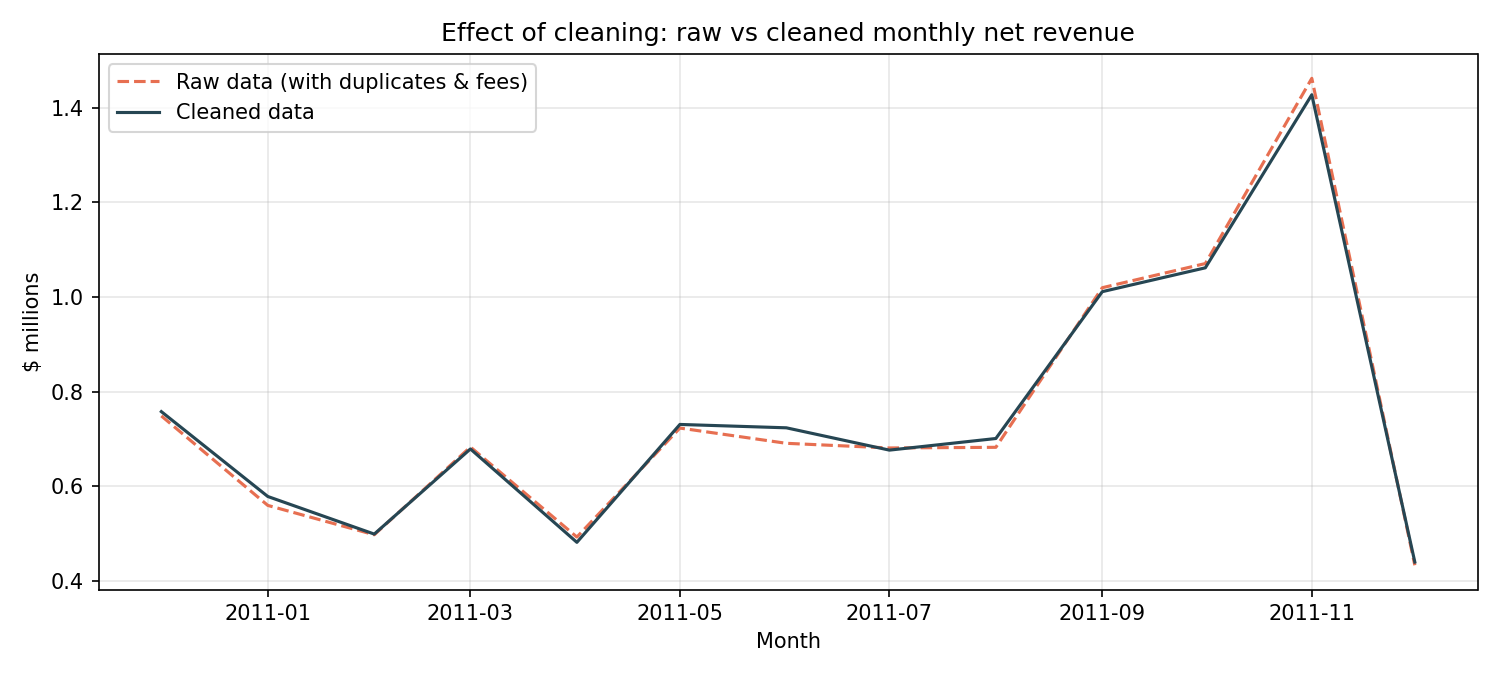 Effect of cleaning: raw vs cleaned monthly net revenue
Raw data (with duplicates & fees)
Cleaned data
$ millions
1.4
1.2
1.0
0.8
0.6
0.4
2011-01 2011-03 2011-05 2011-07 2011-09 2011-11
Month